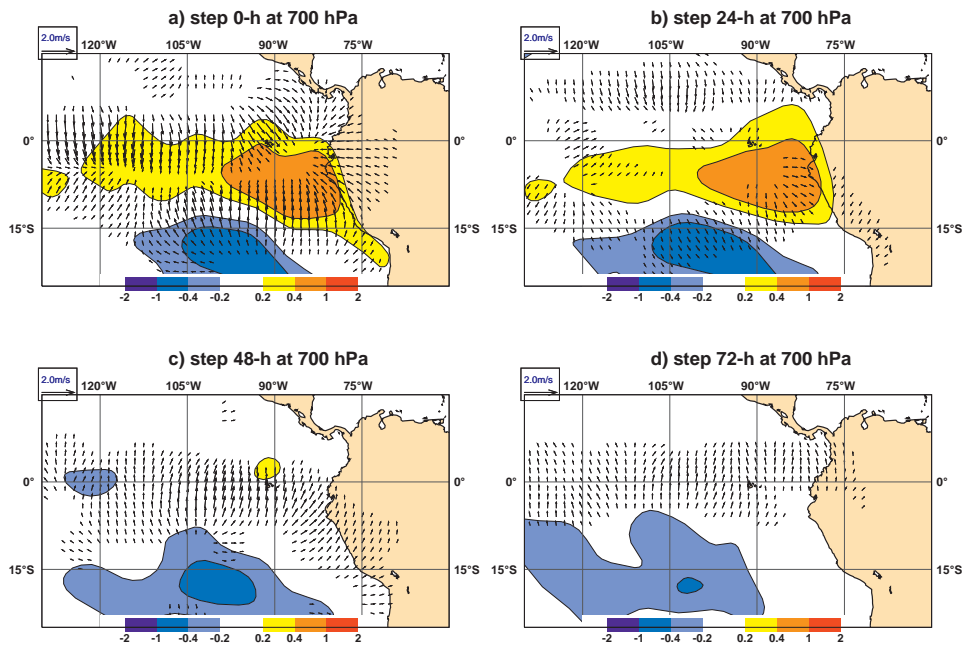 a) step 0-h at 700 hPa
2.0m/s
120°W 105°W 90°W 75°W
0° 0°
15°S 15°S
-2 -1 -0.4 -0.2 0.2 0.4 1 2
b) step 24-h at 700 hPa
2.0m/s
120°W 105°W 90°W 75°W
0° 0°
15°S 15°S
-2 -1 -0.4 -0.2 0.2 0.4 1 2
c) step 48-h at 700 hPa
2.0m/s
120°W 105°W 90°W 75°W
0° 0°
15°S 15°S
-2 -1 -0.4 -0.2 0.2 0.4 1 2
d) step 72-h at 700 hPa
2.0m/s
120°W 105°W 90°W 75°W
0° 0°
15°S 15°S
-2 -1 -0.4 -0.2 0.2 0.4 1 2